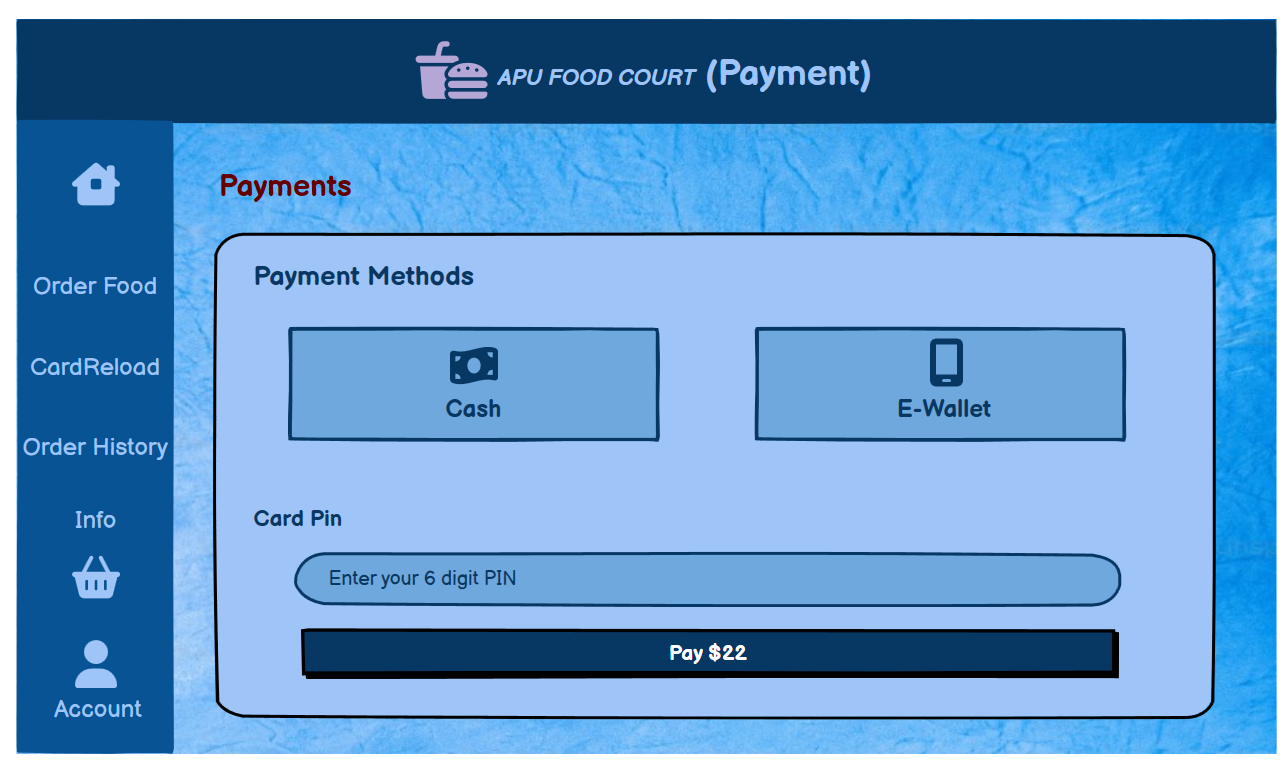 APU FOOD COURT (Payment)
Payments
Order Food
CardReload
Order History
Info
Account
Payment Methods
Cash
E-Wallet
Card Pin
Enter your 6 digit PIN
Pay $22